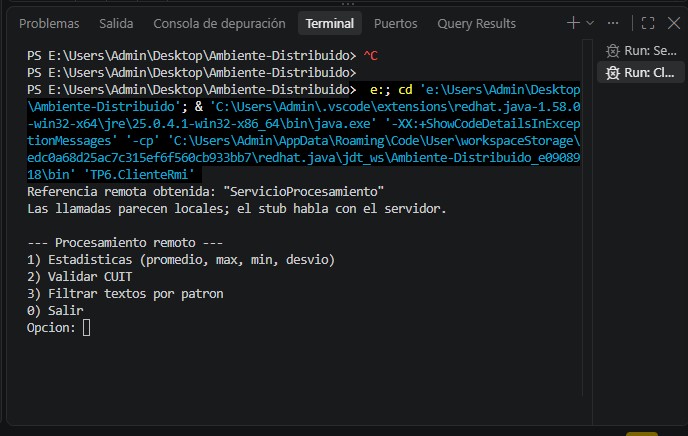 Problemas Salida Consola de depuración Terminal Puertos Query Results
PS E:\Users\Admin\Desktop\Ambiente-Distribuido> ^C
PS E:\Users\Admin\Desktop\Ambiente-Distribuido>
PS E:\Users\Admin\Desktop\Ambiente-Distribuido> e:; cd 'e:\Users\Admin\Desktop
\Ambiente-Distribuido'; & 'C:\Users\Admin\.vscode\extensions\redhat.java-1.58.0
-win32-x64\jre\25.0.4.1-win32-x86_64\bin\java.exe' '-XX:+ShowCodeDetailsInExcep
tionMessages' '-cp' 'C:\Users\Admin\AppData\Roaming\Code\User\workspaceStorage\
edc0a68d25ac7c315ef6f560cb933bb7\redhat.java\jdt_ws\Ambiente-Distribuido_e09089
18\bin' 'TP6.ClienteRmi'
Referencia remota obtenida: "ServicioProcesamiento"
Las llamadas parecen locales; el stub habla con el servidor.
--- Procesamiento remoto ---
1) Estadisticas (promedio, max, min, desvio)
2) Validar CUIT
3) Filtrar textos por patron
0) Salir
Opcion:
Run: Se...
Run: Cl...